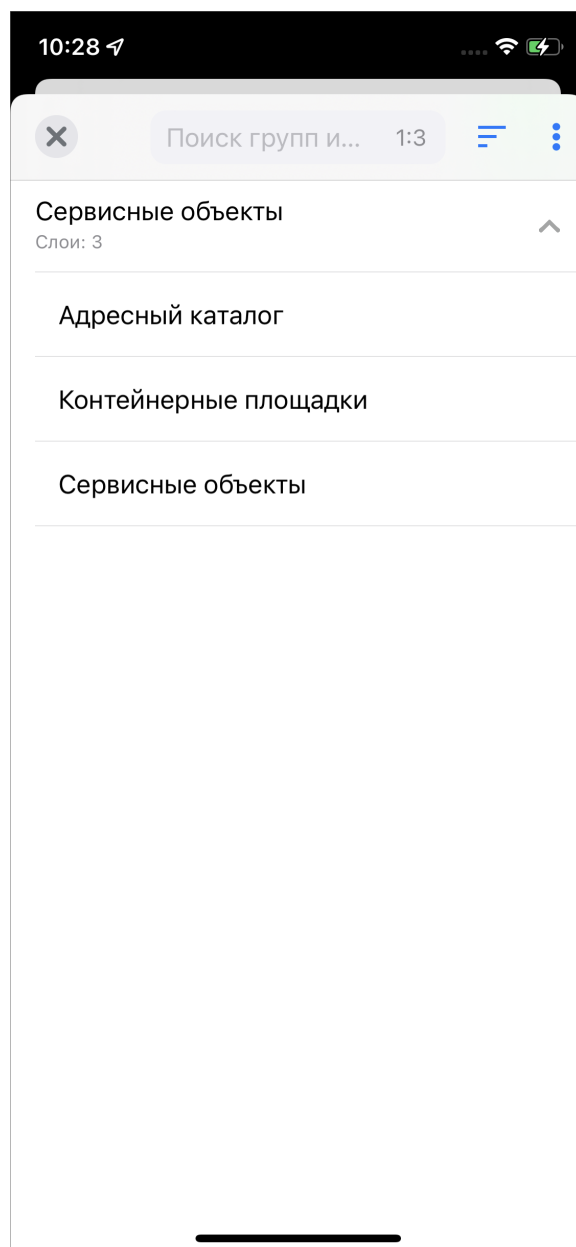 10:28
Поиск групп и... 1:3
Сервисные объекты
Слои: 3
Адресный каталог
Контейнерные площадки
Сервисные объекты